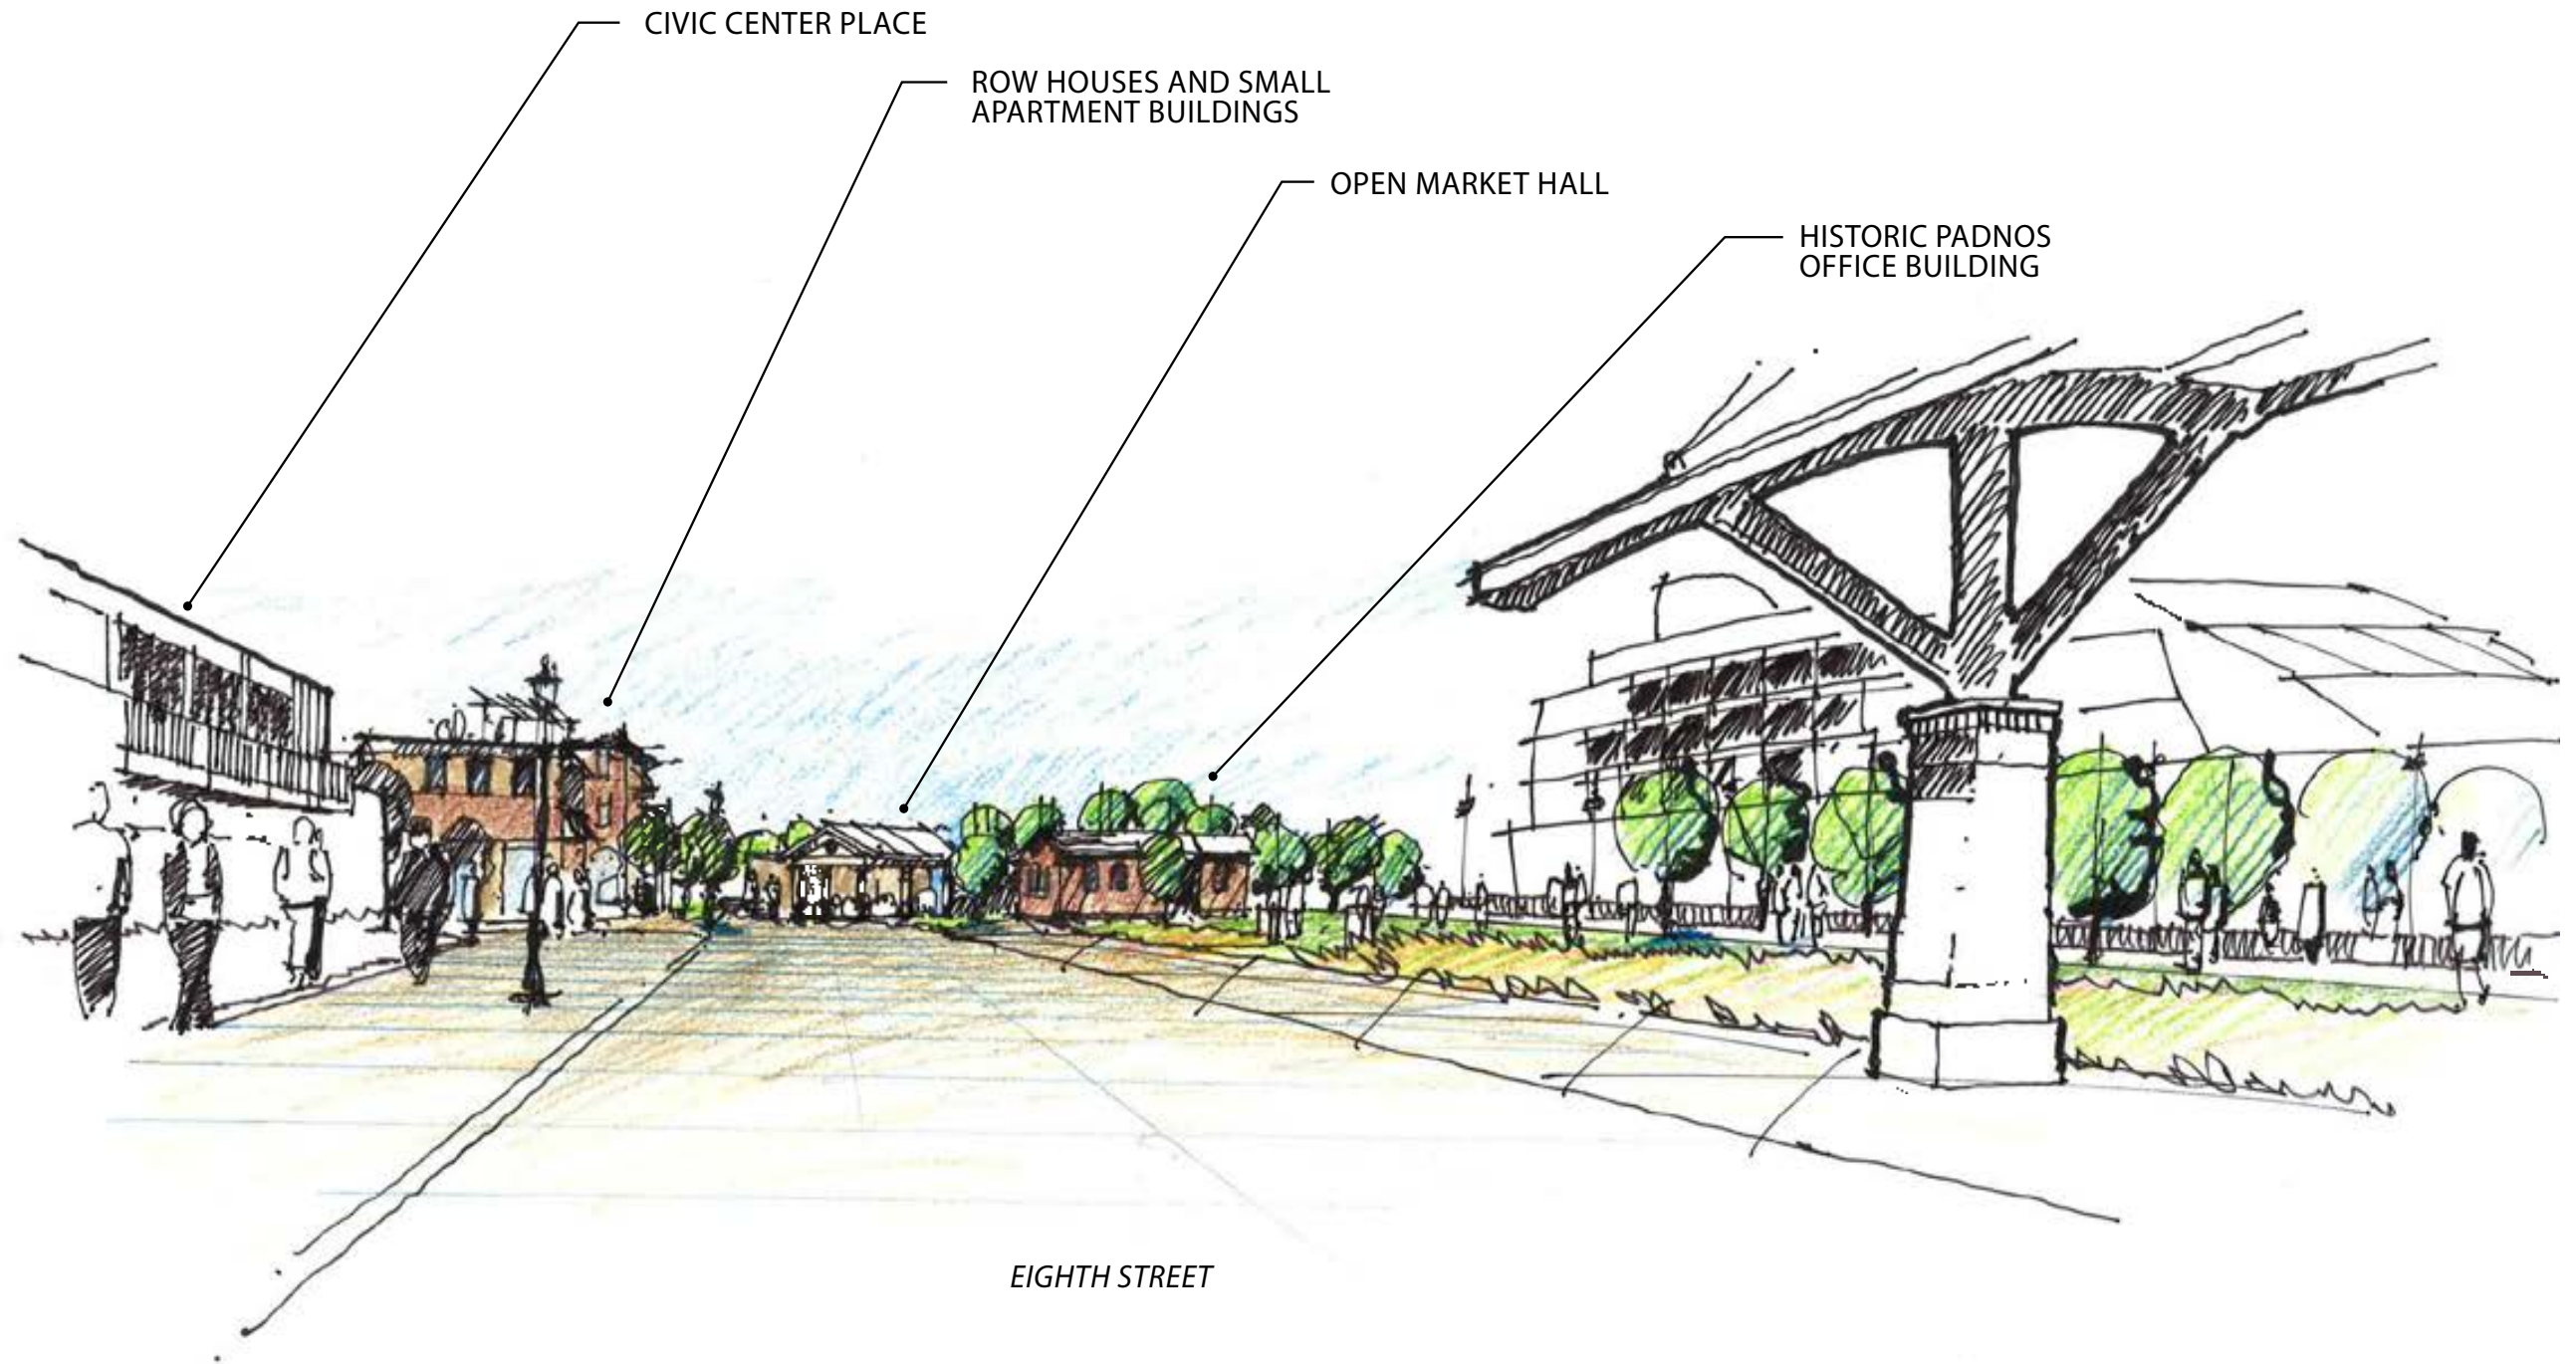 CIVIC CENTER PLACE
ROW HOUSES AND SMALL
APARTMENT BUILDINGS
OPEN MARKET HALL
HISTORIC PADNOS
OFFICE BUILDING
EIGHTH STREET